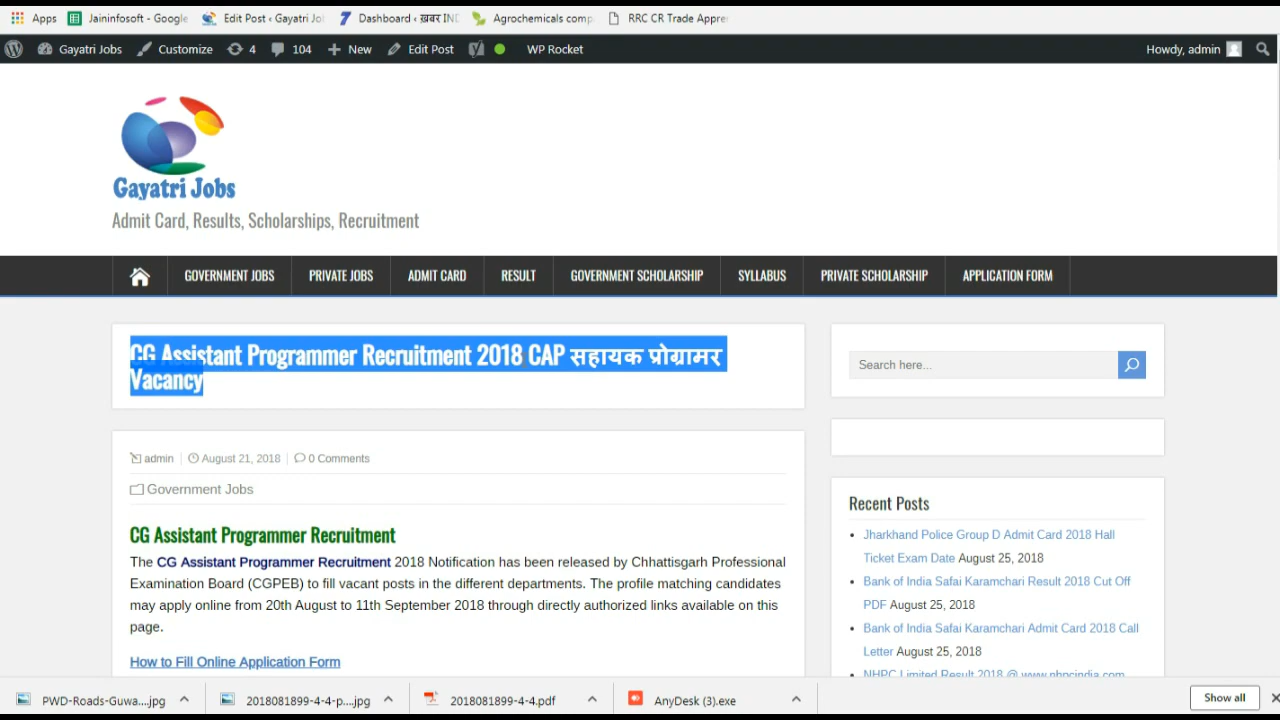 Apps Jaininfosoft - Google Edit Post ‹ Gayatri Jo Dashboard ‹ ख़बर IND Agrochemicals comp RRC CR Trade Appre
Gayatri Jobs Customize 4 104 New Edit Post WP Rocket Howdy, admin
Gayatri Jobs
Admit Card, Results, Scholarships, Recruitment
GOVERNMENT JOBS PRIVATE JOBS ADMIT CARD RESULT GOVERNMENT SCHOLARSHIP SYLLABUS PRIVATE SCHOLARSHIP APPLICATION FORM
CG Assistant Programmer Recruitment 2018 CAP सहायक प्रोग्रामर
Vacancy
admin August 21, 2018 0 Comments
Government Jobs
CG Assistant Programmer Recruitment
The CG Assistant Programmer Recruitment 2018 Notification has been released by Chhattisgarh Professional
Examination Board (CGPEB) to fill vacant posts in the different departments. The profile matching candidates
may apply online from 20th August to 11th September 2018 through directly authorized links available on this
page.
How to Fill Online Application Form
Search here...
Recent Posts
Jharkhand Police Group D Admit Card 2018 Hall
Ticket Exam Date August 25, 2018
Bank of India Safai Karamchari Result 2018 Cut Off
PDF August 25, 2018
Bank of India Safai Karamchari Admit Card 2018 Call
Letter August 25, 2018
NHPC Limited Result 2018 @ www.nhpcindia.com
PWD-Roads-Guwa....jpg 2018081899-4-4-p....jpg 2018081899-4-4.pdf AnyDesk (3).exe Show all